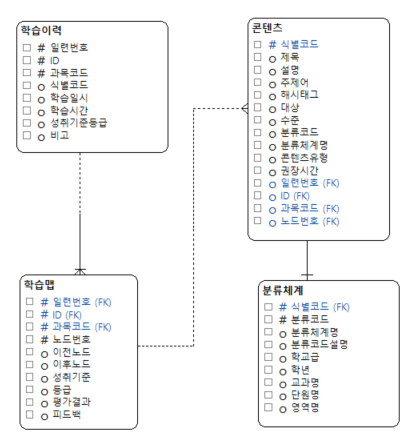 학습이력
# 일련번호
# ID
# 과목코드
o 식별코드
o 학습일시
o 학습시간
o 성취기준등급
o 비고
콘텐츠
# 식별코드
o 제목
o 설명
o 주제어
o 해시태그
o 대상
o 수준
o 분류코드
o 분류체계명
o 콘텐츠유형
o 권장시간
o 일련번호 (FK)
o ID (FK)
o 과목코드 (FK)
o 노드번호 (FK)
학습맵
# 일련번호 (FK)
# ID (FK)
# 과목코드 (FK)
# 노드번호
o 이전노드
o 이후노드
o 성취기준
o 등급
o 평가결과
o 피드백
분류체계
# 식별코드 (FK)
# 분류코드
o 분류체계명
o 분류코드설명
o 학교급
o 학년
o 교과명
o 단원명
o 영역명